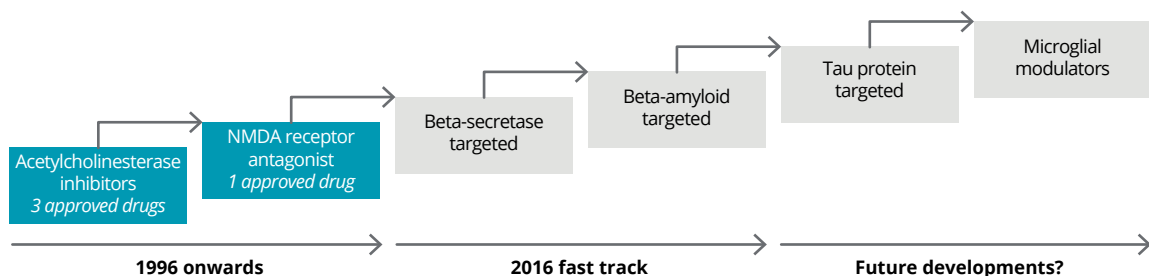 Acetylcholinesterase
inhibitors
3 approved drugs
NMDA receptor
antagonist
1 approved drug
Beta-secretase
targeted
Beta-amyloid
targeted
Tau protein
targeted
Microglial
modulators
1996 onwards
2016 fast track
Future developments?